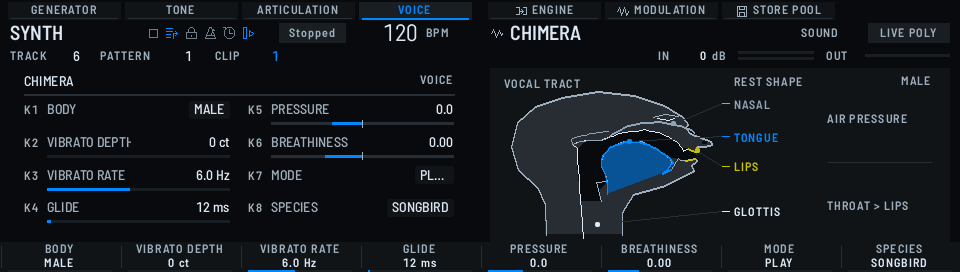 GENERATOR TONE ARTICULATION VOICE ENGINE MODULATION STORE POOL
SYNTH Stopped 120 BPM CHIMERA SOUND LIVE POLY
TRACK 6 PATTERN 1 CLIP 1 IN 0 dB OUT
CHIMERA VOICE
K1 BODY MALE K5 PRESSURE 0.0
K2 VIBRATO DEPTH 0 ct K6 BREATHINESS 0.00
K3 VIBRATO RATE 6.0 Hz K7 MODE PL...
K4 GLIDE 12 ms K8 SPECIES SONGBIRD
VOCAL TRACT REST SHAPE MALE
NASAL
AIR PRESSURE
TONGUE
LIPS
THROAT > LIPS
GLOTTIS
BODY VIBRATO DEPTH VIBRATO RATE GLIDE PRESSURE BREATHINESS MODE SPECIES
MALE 0 ct 6.0 Hz 12 ms 0.0 0.00 PLAY SONGBIRD